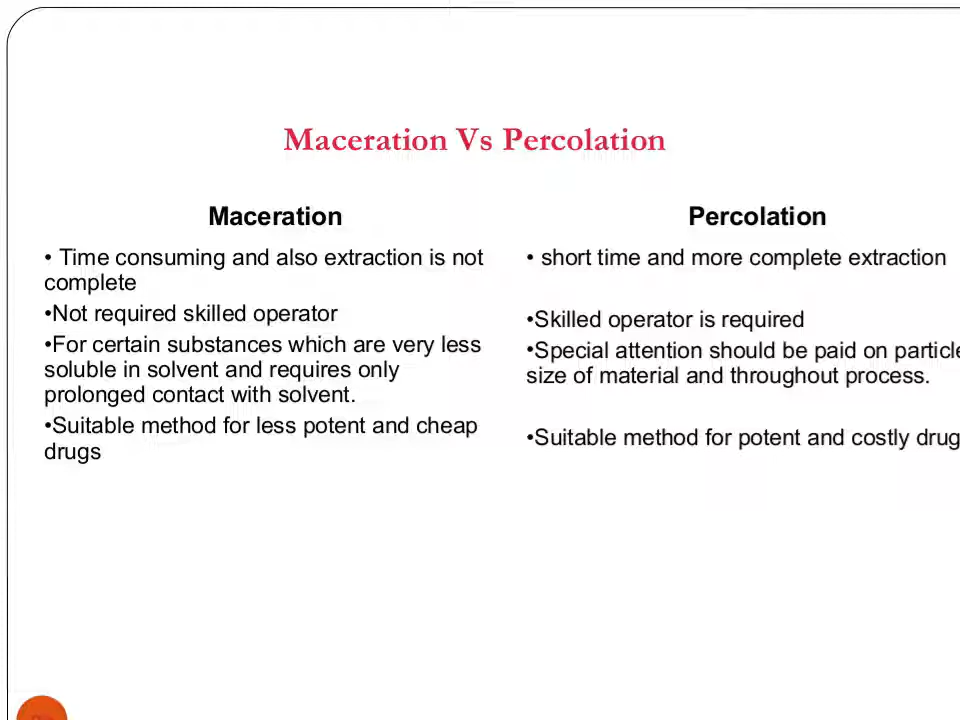 Maceration Vs Percolation
Maceration
• Time consuming and also extraction is not
complete
•Not required skilled operator
•For certain substances which are very less
soluble in solvent and requires only
prolonged contact with solvent.
•Suitable method for less potent and cheap
drugs
Percolation
• short time and more complete extraction
•Skilled operator is required
•Special attention should be paid on particle
size of material and throughout process.
•Suitable method for potent and costly drug